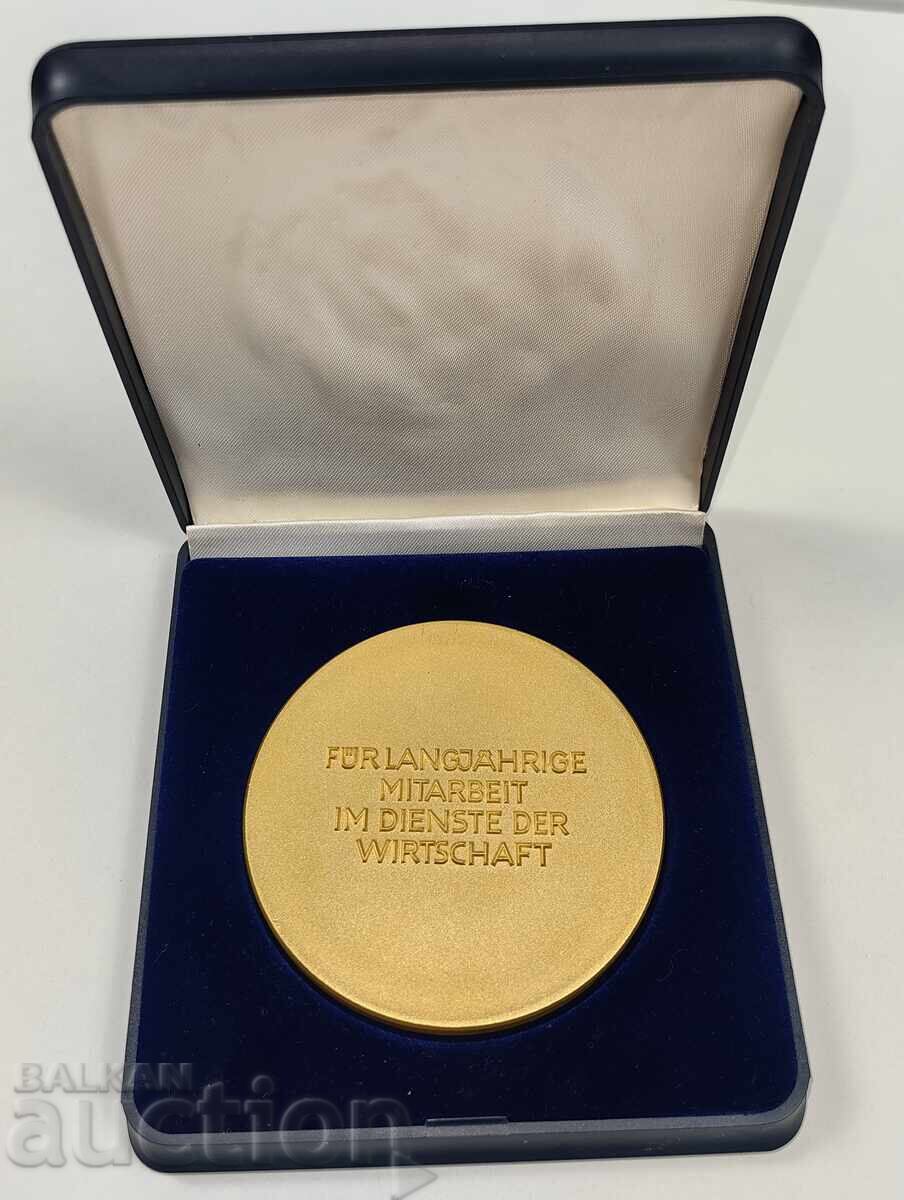 FÜR LANGJÄHRIGE
MITARBEIT
IM DIENSTE DER
WIRTSCHAFT
BALKAN
auction